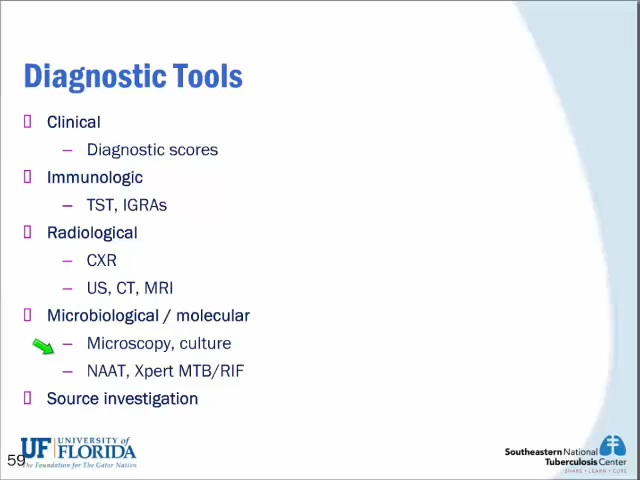 Diagnostic Tools
Clinical
– Diagnostic scores
Immunologic
– TST, IGRAs
Radiological
– CXR
– US, CT, MRI
Microbiological / molecular
– Microscopy, culture
– NAAT, Xpert MTB/RIF
Source investigation
59
UF UNIVERSITY of
FLORIDA
The Foundation for The Gator Nation
Southeastern National
Tuberculosis Center
SHARE • LEARN • CURE